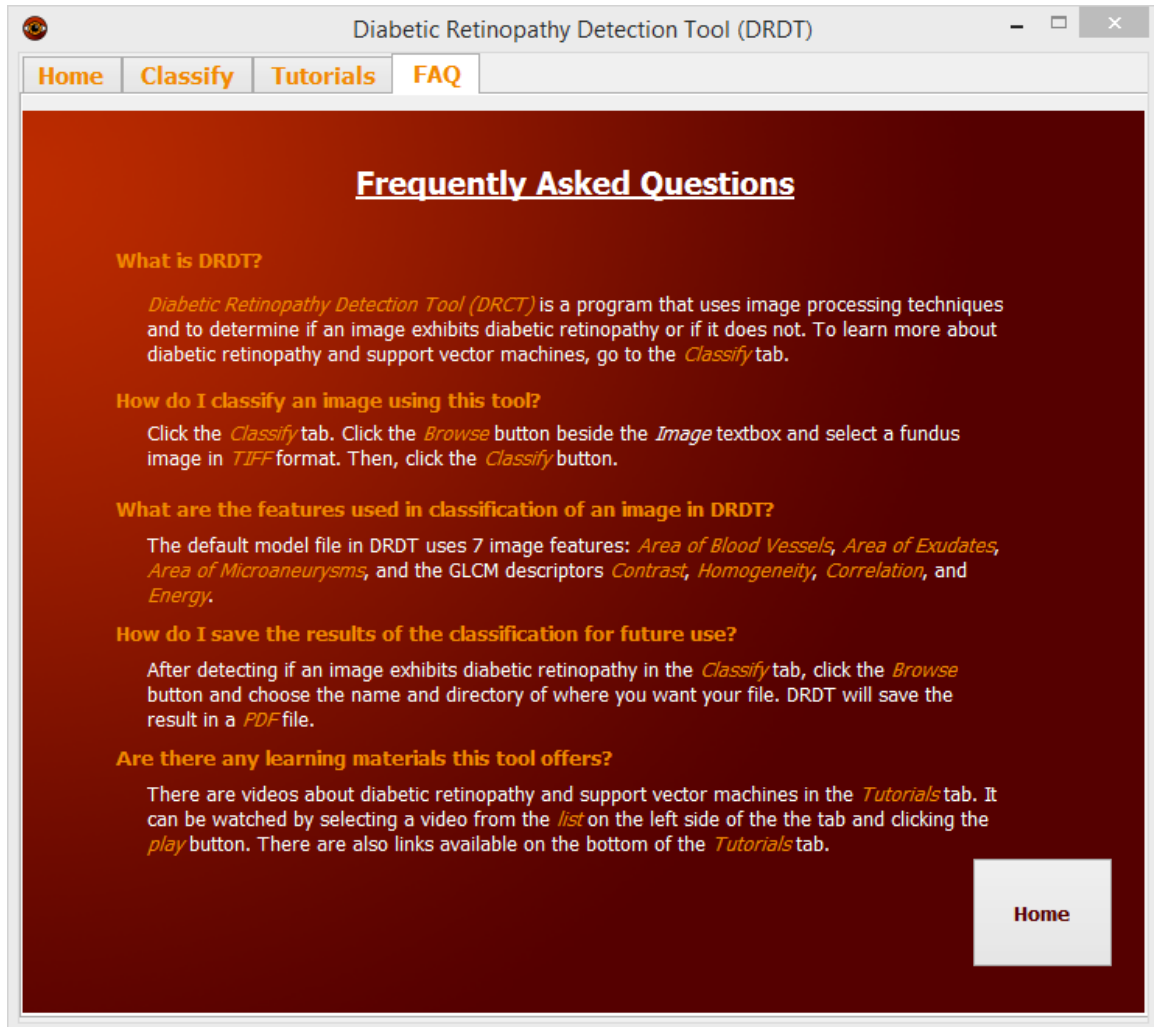 Diabetic Retinopathy Detection Tool (DRDT)
Home Classify Tutorials FAQ
Frequently Asked Questions
What is DRDT?
Diabetic Retinopathy Detection Tool (DRCT) is a program that uses image processing techniques
and to determine if an image exhibits diabetic retinopathy or if it does not. To learn more about
diabetic retinopathy and support vector machines, go to the Classify tab.
How do I classify an image using this tool?
Click the Classify tab. Click the Browse button beside the Image textbox and select a fundus
image in TIFF format. Then, click the Classify button.
What are the features used in classification of an image in DRDT?
The default model file in DRDT uses 7 image features: Area of Blood Vessels, Area of Exudates,
Area of Microaneurysms, and the GLCM descriptors Contrast, Homogeneity, Correlation, and
Energy.
How do I save the results of the classification for future use?
After detecting if an image exhibits diabetic retinopathy in the Classify tab, click the Browse
button and choose the name and directory of where you want your file. DRDT will save the
result in a PDF file.
Are there any learning materials this tool offers?
There are videos about diabetic retinopathy and support vector machines in the Tutorials tab. It
can be watched by selecting a video from the list on the left side of the the tab and clicking the
play button. There are also links available on the bottom of the Tutorials tab.
Home